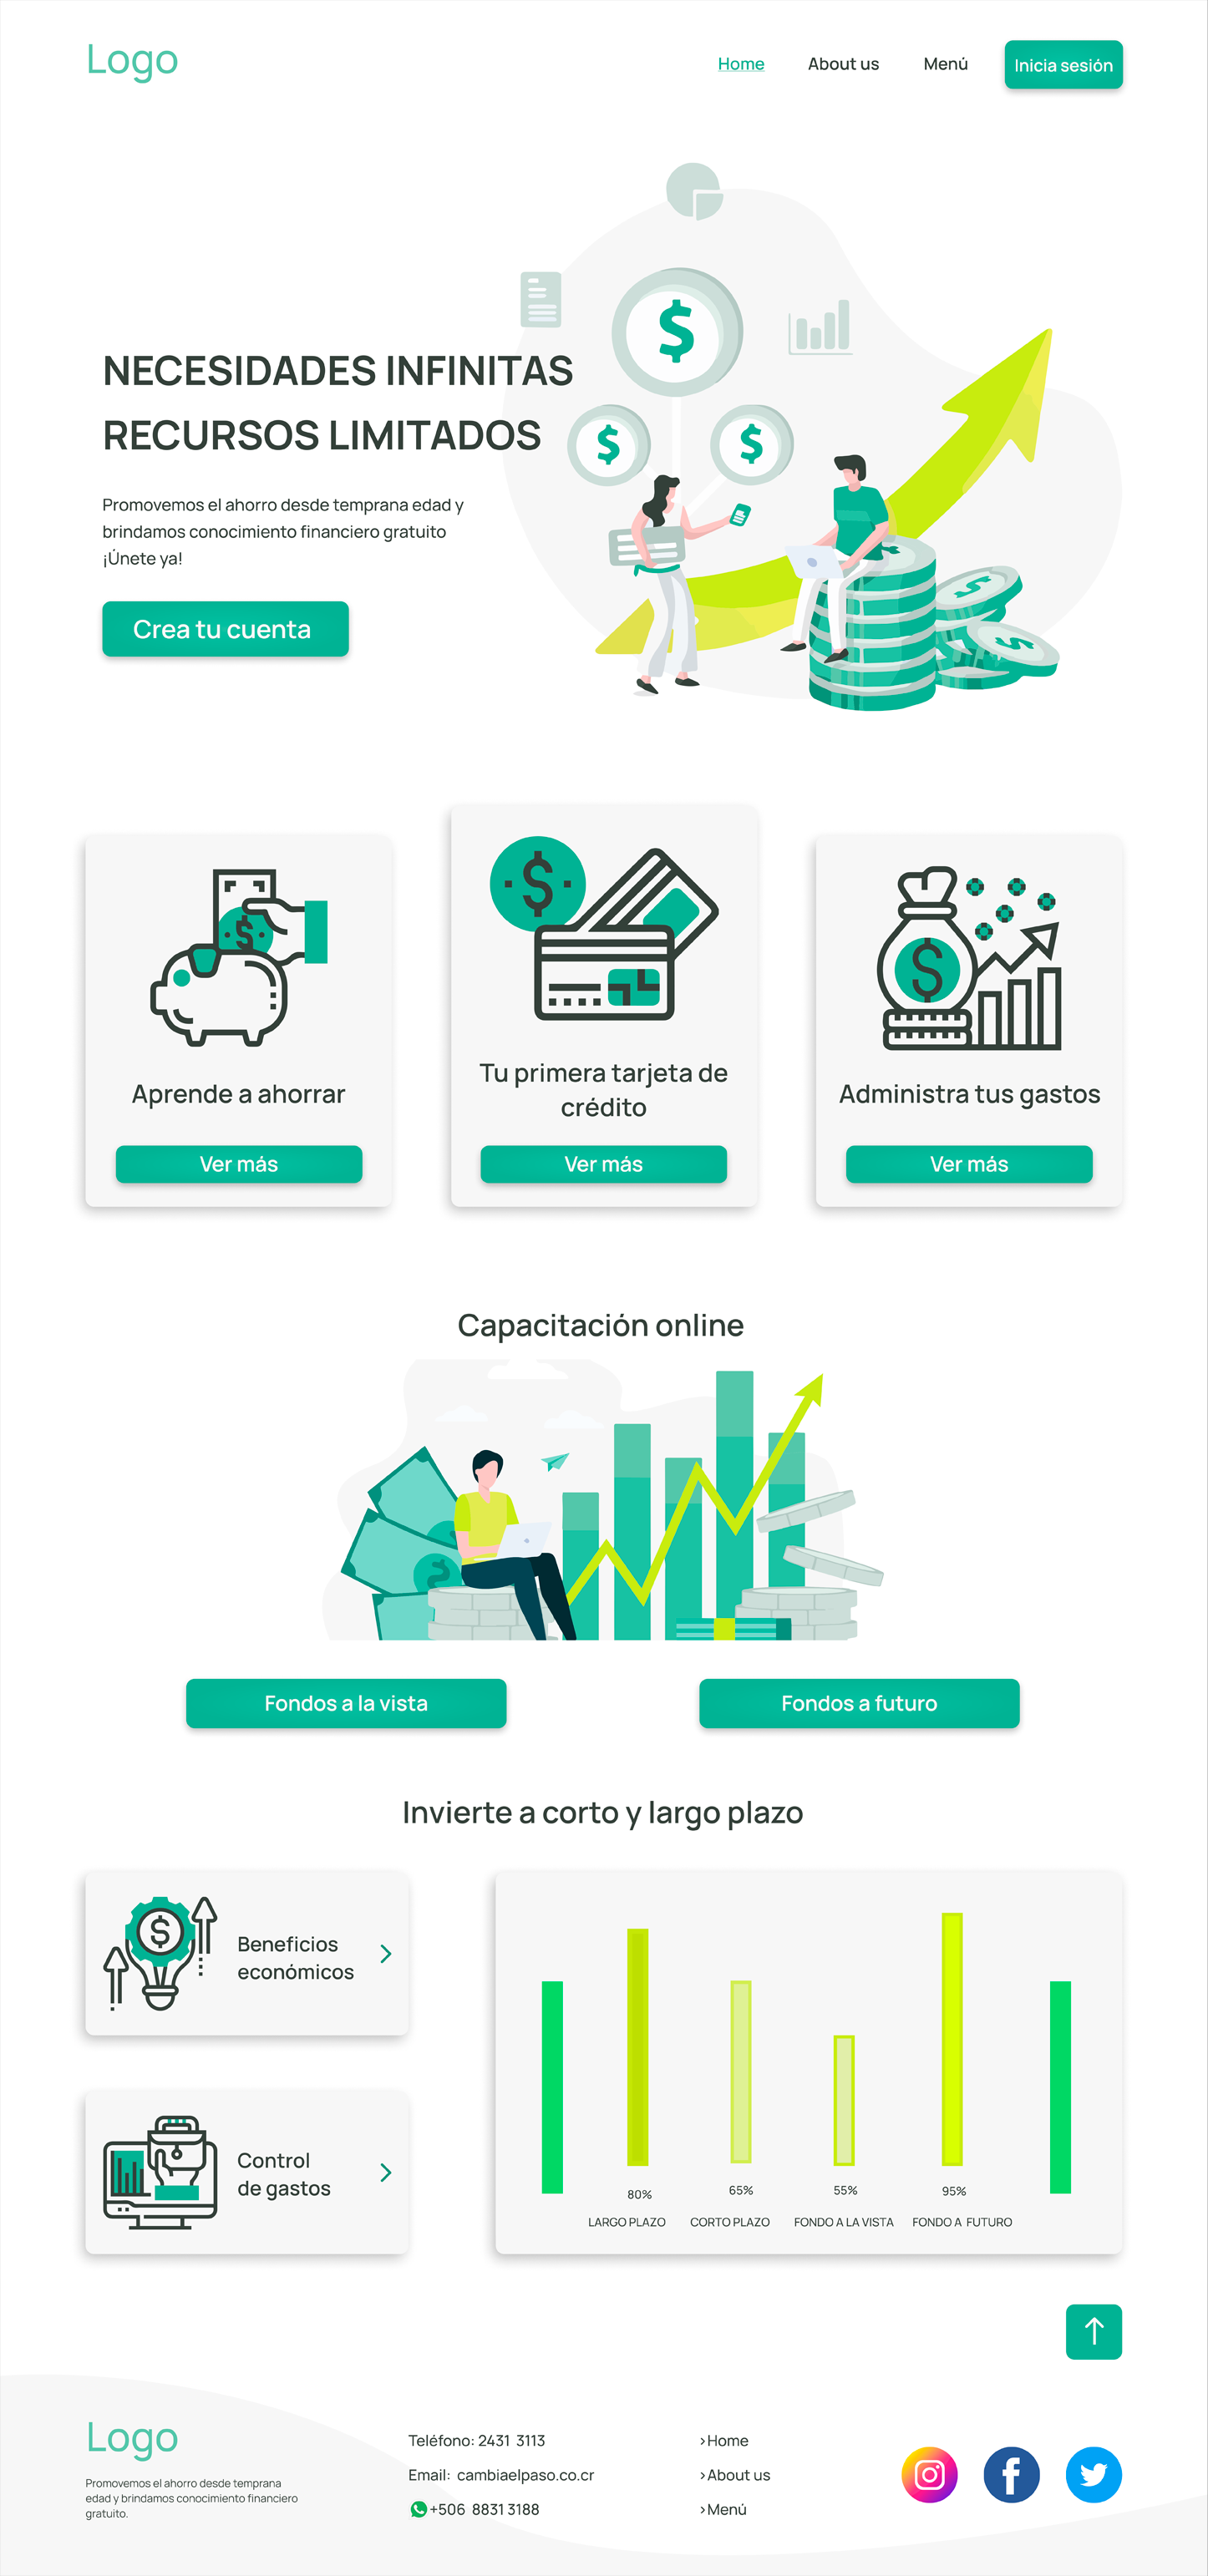 Logo
Home
About us
Menú
Inicia sesión
NECESIDADES INFINITAS
RECURSOS LIMITADOS
Promovemos el ahorro desde temprana edad y
brindamos conocimiento financiero gratuito
¡Únete ya!
Crea tu cuenta
Aprende a ahorrar
Ver más
Tu primera tarjeta de
crédito
Ver más
Administra tus gastos
Ver más
Capacitación online
Fondos a la vista
Fondos a futuro
Invierte a corto y largo plazo
Beneficios
económicos
Control
de gastos
80%
65%
55%
95%
LARGO PLAZO
CORTO PLAZO
FONDO A LA VISTA
FONDO A FUTURO
Logo
Promovemos el ahorro desde temprana
edad y brindamos conocimiento financiero
gratuito.
Teléfono: 2431 3113
Email: cambiaelpaso.co.cr
+506 8831 3188
>Home
>About us
>Menú